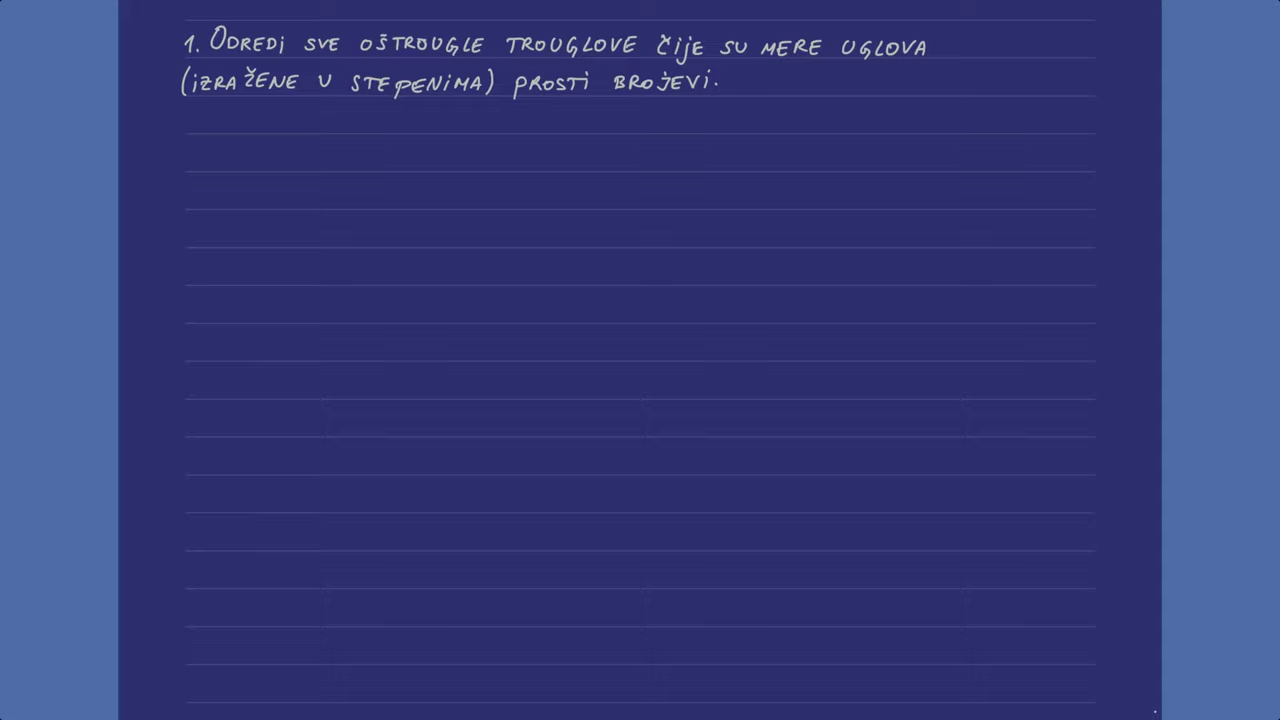 1. ODREDI SVE OŠTROUGLE TROUGLOVE ČIJE SU MERE UGLOVA
(IZRAŽENE U STEPENIMA) PROSTI BROJEVI.